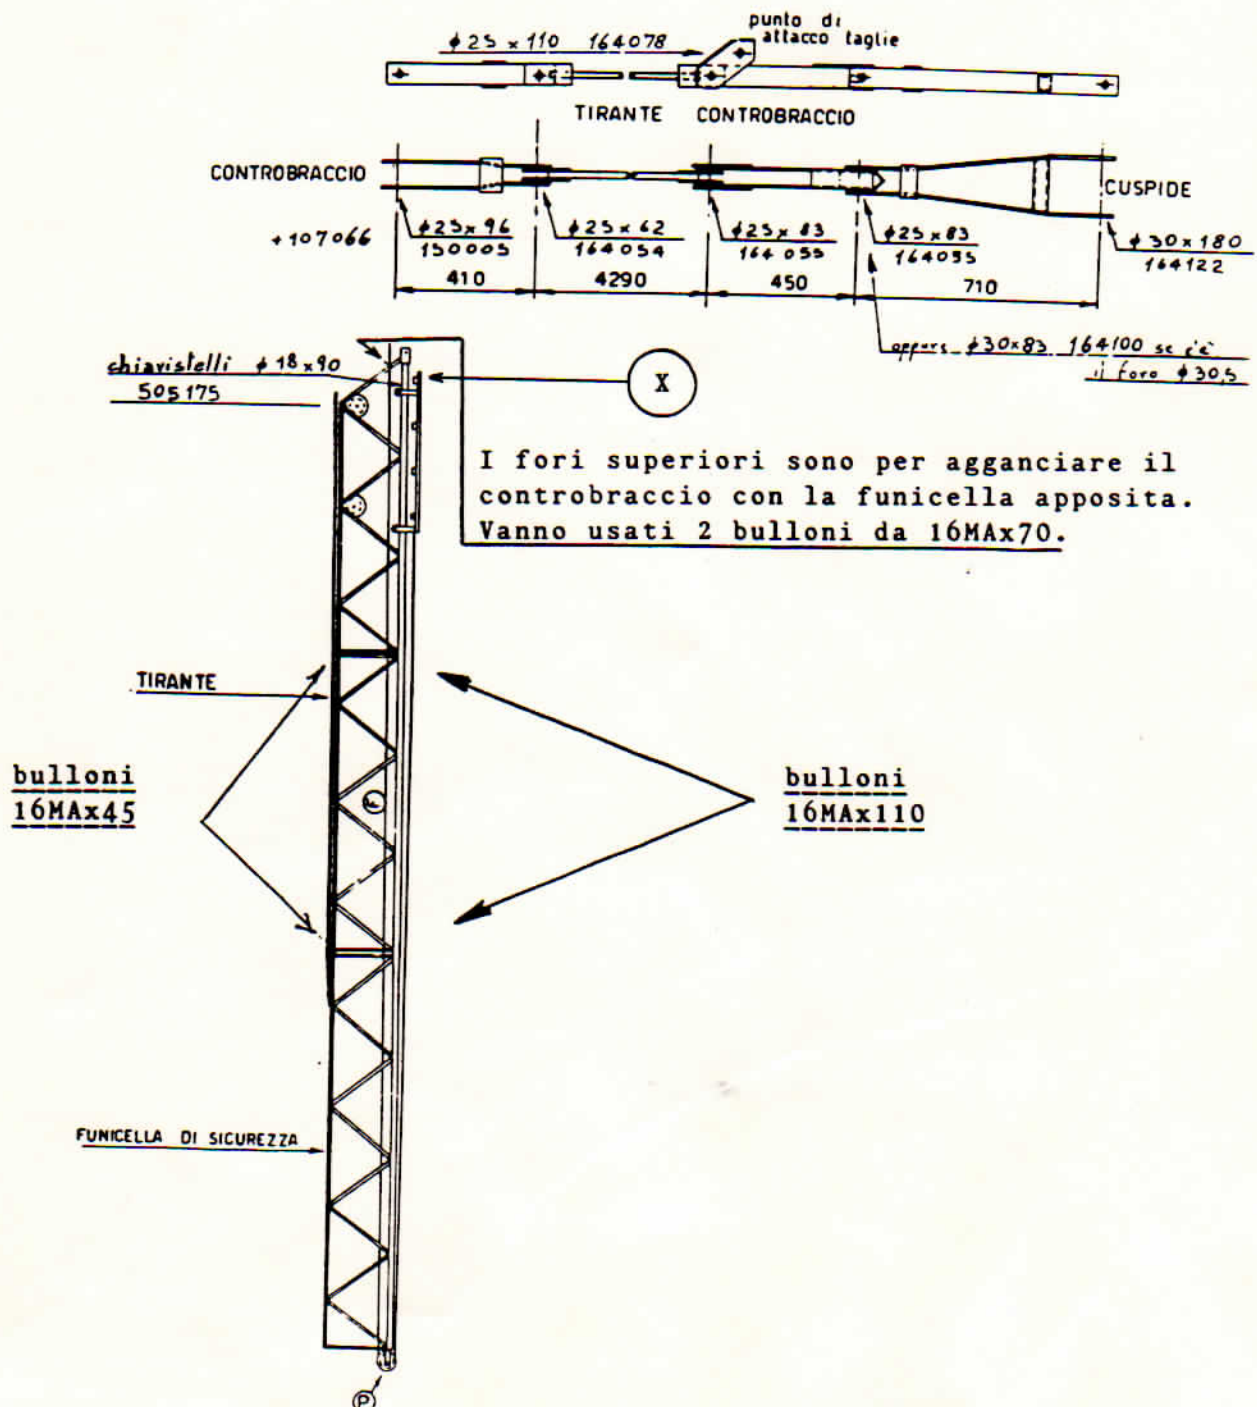 punto di
attacco taglie
ϕ25 x 110 164078
TIRANTE CONTROBRACCIO
CONTROBRACCIO
CUSPIDE
+107066
ϕ25x96
150005
ϕ25x62
164054
ϕ25x83
164055
ϕ25x83
164055
ϕ30x180
164122
410
4290
450
710
oppure ϕ30x83 164100 se c'è
il foro ϕ30,5
chiavistelli ϕ18x90
505175
X
I fori superiori sono per agganciare il
controbraccio con la funicella apposita.
Vanno usati 2 bulloni da 16MAx70.
TIRANTE
bulloni
16MAx45
bulloni
16MAx110
FUNICELLA DI SICUREZZA
P